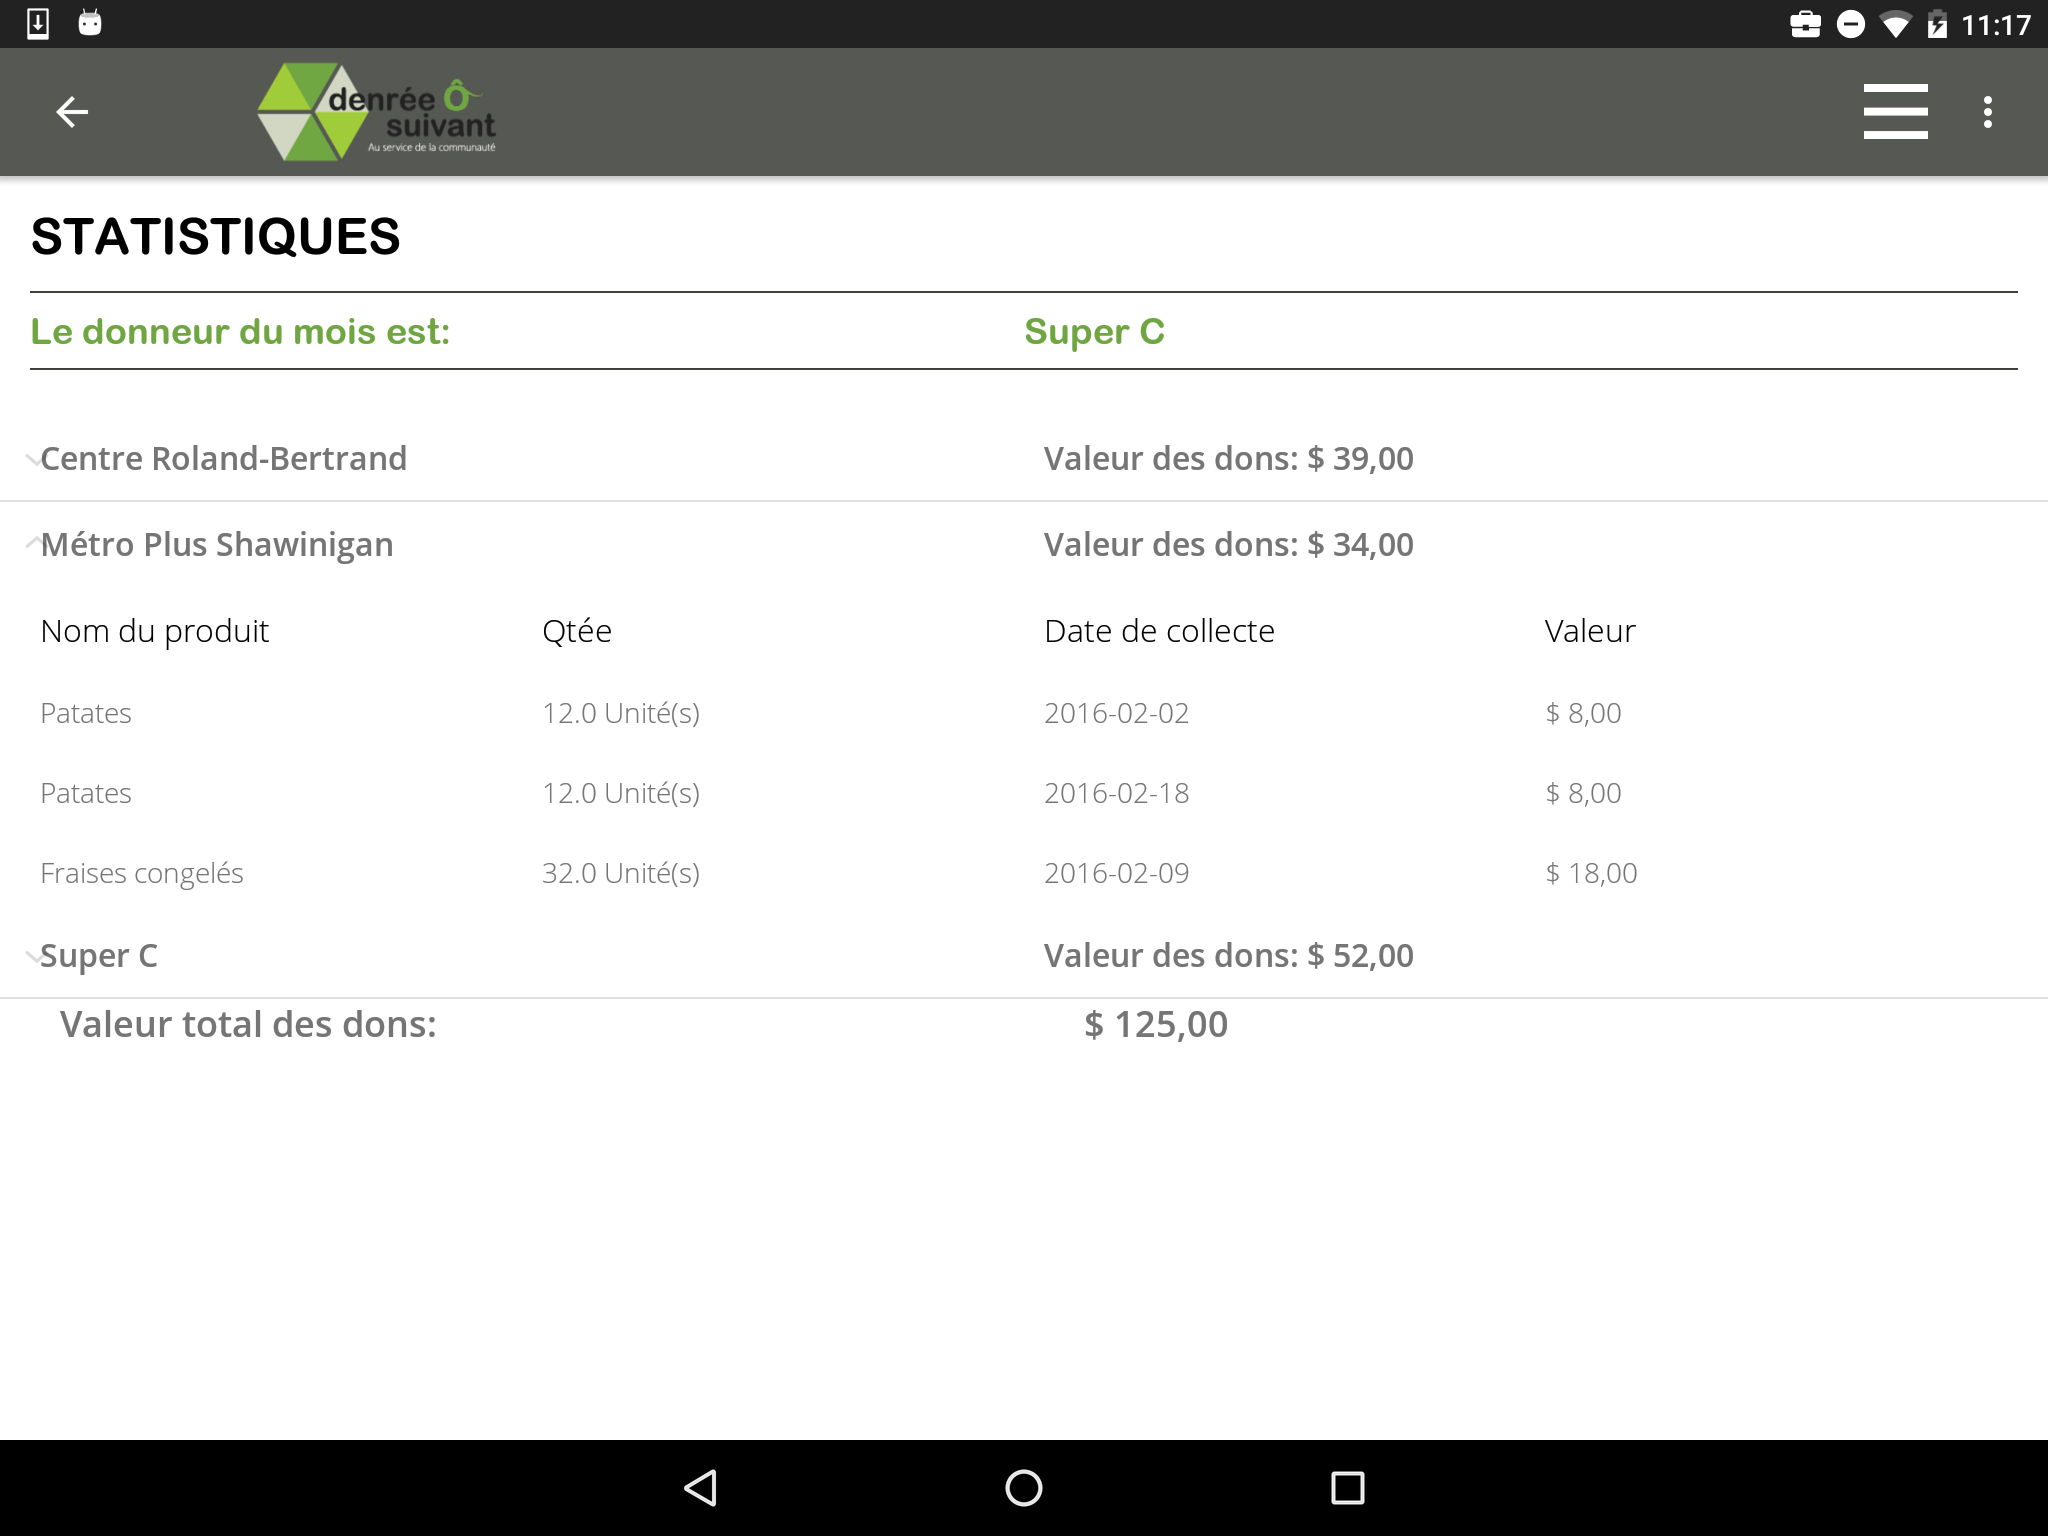 11:17
denrée Ô
suivant
Au service de la communauté
STATISTIQUES
Le donneur du mois est: Super C
Centre Roland-Bertrand Valeur des dons: $ 39,00
Métro Plus Shawinigan Valeur des dons: $ 34,00
Nom du produit Qtée Date de collecte Valeur
Patates 12.0 Unité(s) 2016-02-02 $ 8,00
Patates 12.0 Unité(s) 2016-02-18 $ 8,00
Fraises congelés 32.0 Unité(s) 2016-02-09 $ 18,00
Super C Valeur des dons: $ 52,00
Valeur total des dons: $ 125,00